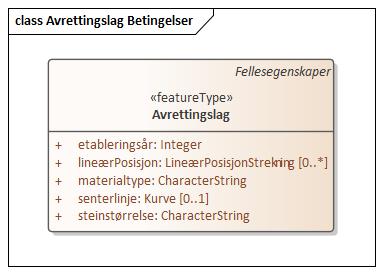 class Avrettingslag Betingelser
Fellesegenskaper
«featureType»
Avrettingslag
+ etableringsår: Integer
+ lineærPosisjon: LineærPosisjonStrekning [0..*]
+ materialtype: CharacterString
+ senterlinje: Kurve [0..1]
+ steinstørrelse: CharacterString